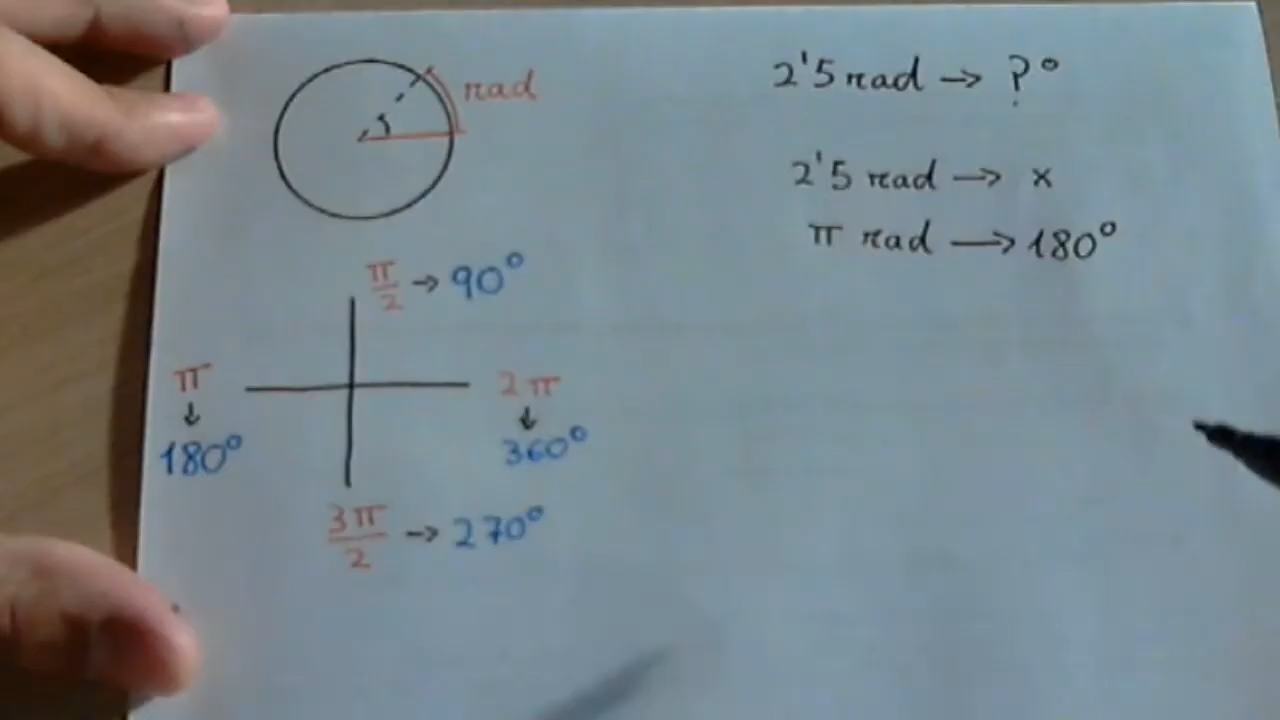 rad
π/2 → 90°
π
↓
180°
2π
↓
360°
3π/2 → 270°
2'5 rad → ?°
2'5 rad → x
π rad → 180°